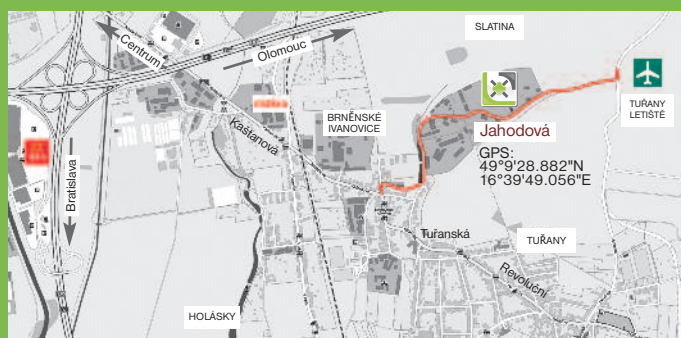 SLATINA
Centrum
Olomouc
TUŘANY
LETIŠTĚ
Kaštanová
BRNĚNSKÉ
IVANOVICE
Jahodová
GPS:
49°9'28.882"N
16°39'49.056"E
Bratislava
Tuřanská
TUŘANY
Revoluční
HOLÁSKY